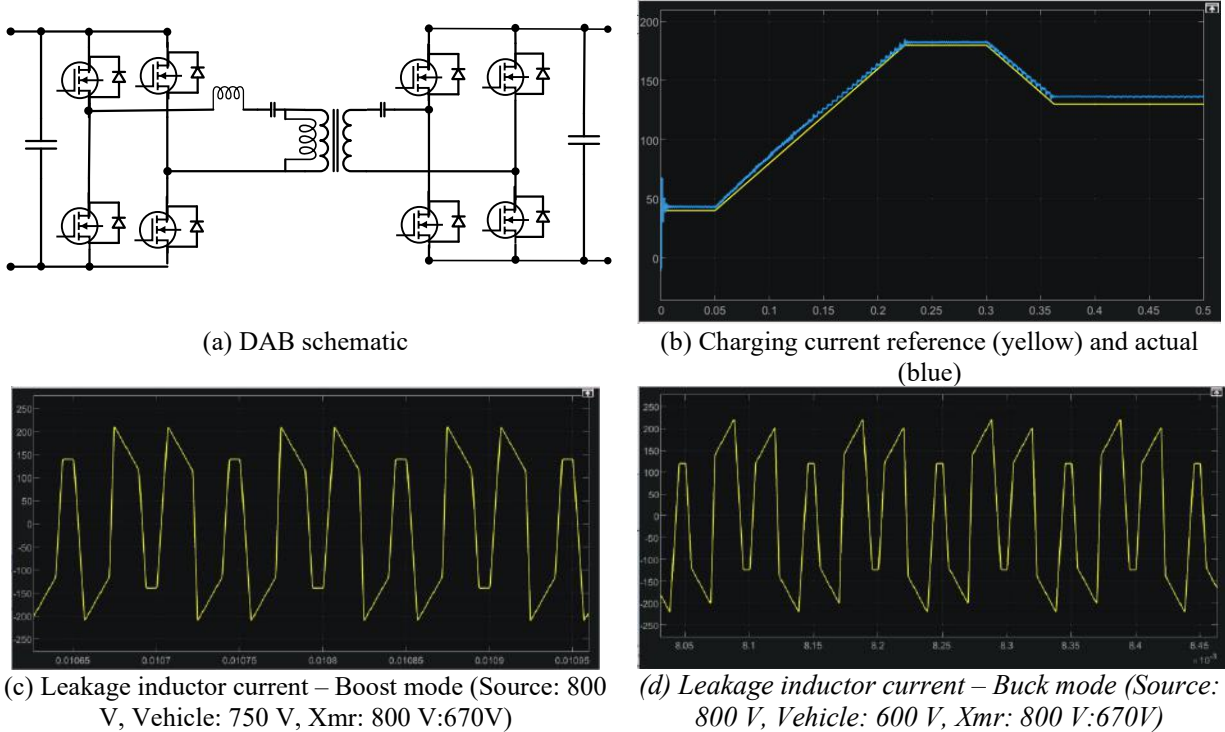 (a) DAB schematic
200
150
100
50
0
0 0.05 0.1 0.15 0.2 0.25 0.3 0.35 0.4 0.45 0.5
(b) Charging current reference (yellow) and actual
(blue)
250
200
150
100
50
0
-50
-100
-150
-200
-250
0.01065 0.0107 0.01075 0.0108 0.01085 0.0109 0.01095
(c) Leakage inductor current – Boost mode (Source: 800
V, Vehicle: 750 V, Xmr: 800 V:670V)
250
200
150
100
50
0
-50
-100
-150
-200
-250
8.05 8.1 8.15 8.2 8.25 8.3 8.35 8.4 8.45
×10⁻³
(d) Leakage inductor current – Buck mode (Source:
800 V, Vehicle: 600 V, Xmr: 800 V:670V)